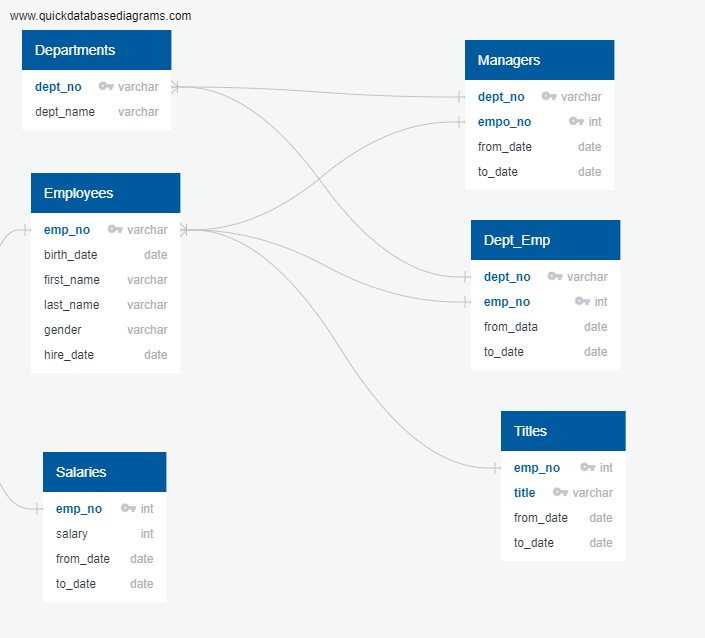 www.quickdatabasediagrams.com
Departments
dept_no varchar
dept_name varchar
Employees
emp_no varchar
birth_date date
first_name varchar
last_name varchar
gender varchar
hire_date date
Salaries
emp_no int
salary int
from_date date
to_date date
Managers
dept_no varchar
empo_no int
from_date date
to_date date
Dept_Emp
dept_no varchar
emp_no int
from_data date
to_date date
Titles
emp_no int
title varchar
from_date date
to_date date